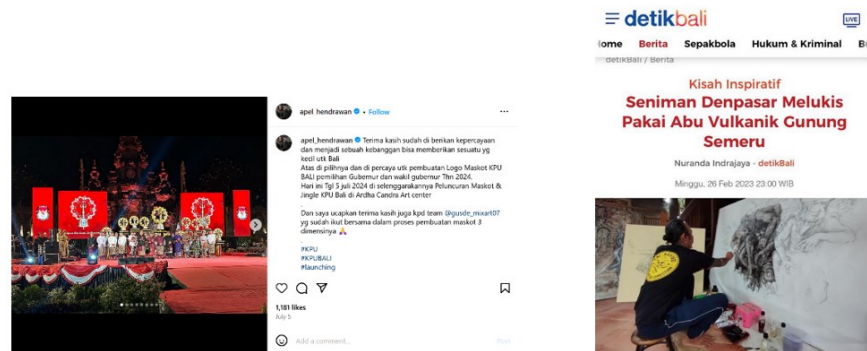 apel_hendrawan • Follow
apel_hendrawan Terima kasih sudah di berikan kepercayaan
dan menjadi sebuah kebanggan bisa memberikan sesuatu yg
kecil utk Bali
Atas di pilihnya dan di percaya utk pembuatan Logo Maskot KPU
BALI pemilihan Gubernur dan wakil gubernur Thn 2024.
Hari ini Tgl 5 juli 2024 di selenggarakannya Peluncuran Maskot &
Jingle KPU Bali di Ardha Candra Art center
.
Dan saya ucapkan terima kasih juga kpd team @gusde_mixart07
yg sudah ikut bersama dalam proses pembuatan maskot 3
dimensinya 🙏
.
#KPU
#KPUBALI
#launching
1,181 likes
July 5
Add a comment...
Post
detikbali
LIVE
Home Berita Sepakbola Hukum & Kriminal B
detikBali / Berita
Kisah Inspiratif
Seniman Denpasar Melukis
Pakai Abu Vulkanik Gunung
Semeru
Nuranda Indrajaya - detikBali
Minggu, 26 Feb 2023 23:00 WIB